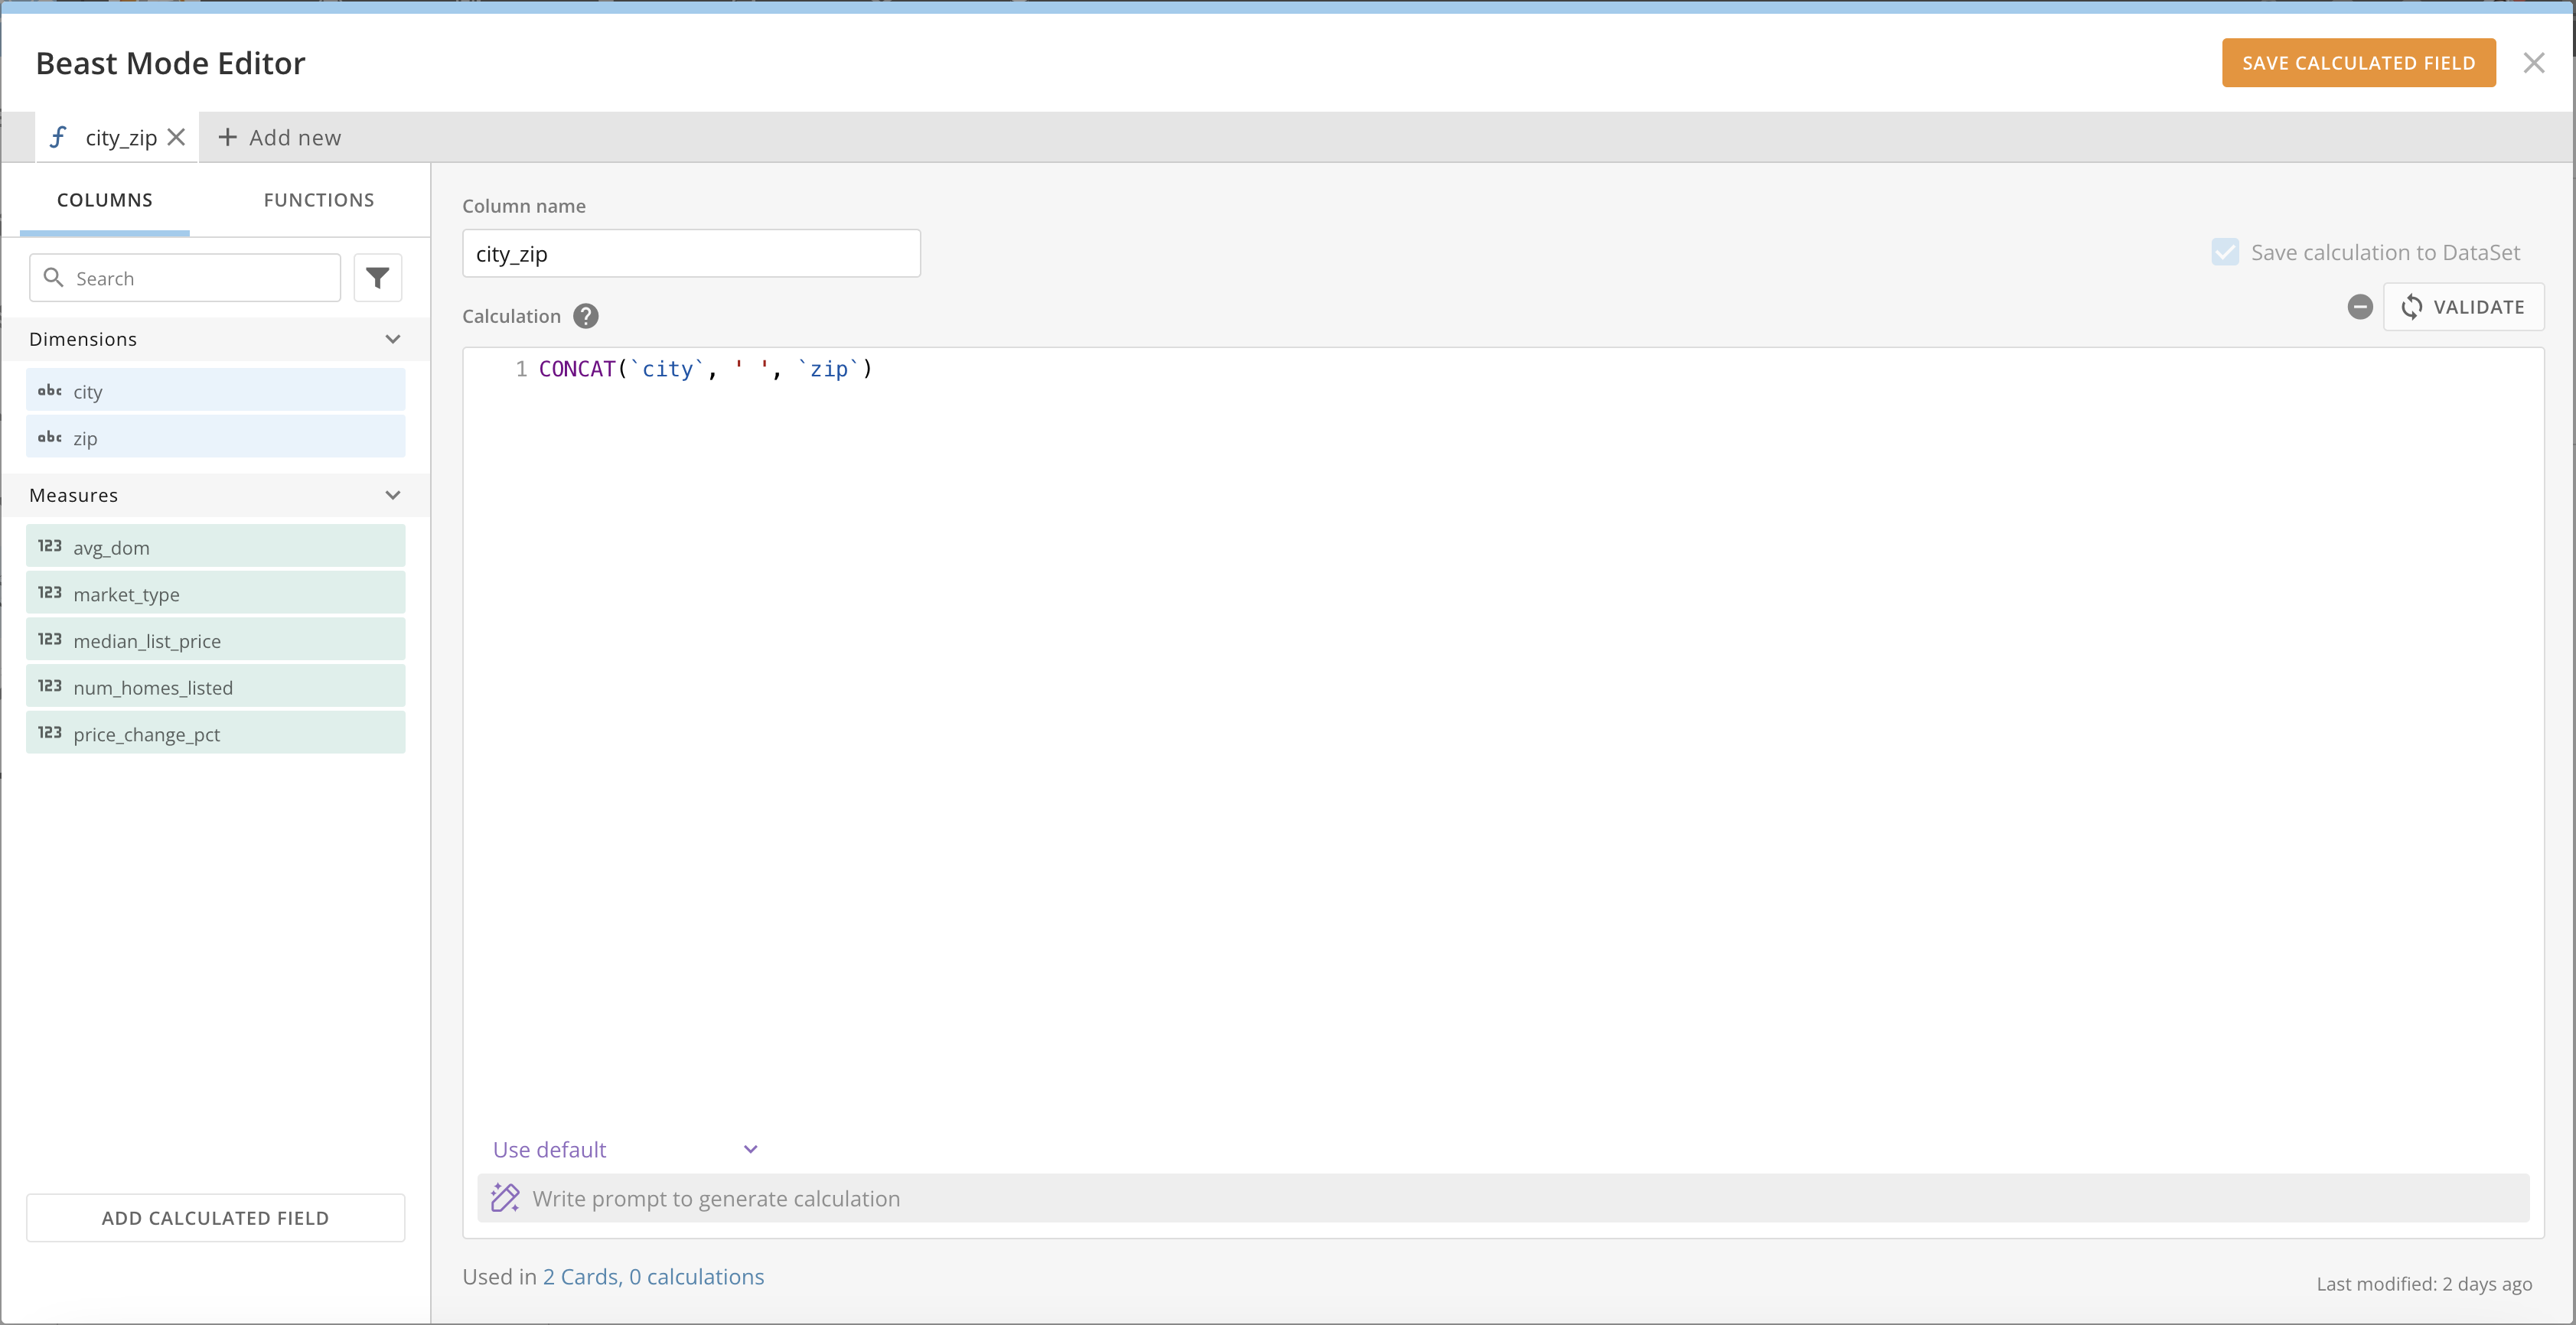 Beast Mode Editor
SAVE CALCULATED FIELD
city_zip
+ Add new
COLUMNS
FUNCTIONS
Search
Dimensions
abc city
abc zip
Measures
123 avg_dom
123 market_type
123 median_list_price
123 num_homes_listed
123 price_change_pct
ADD CALCULATED FIELD
Column name
city_zip
Save calculation to DataSet
Calculation ?
VALIDATE
1 CONCAT(`city`, ' ', `zip`)
Use default
Write prompt to generate calculation
Used in 2 Cards, 0 calculations
Last modified: 2 days ago